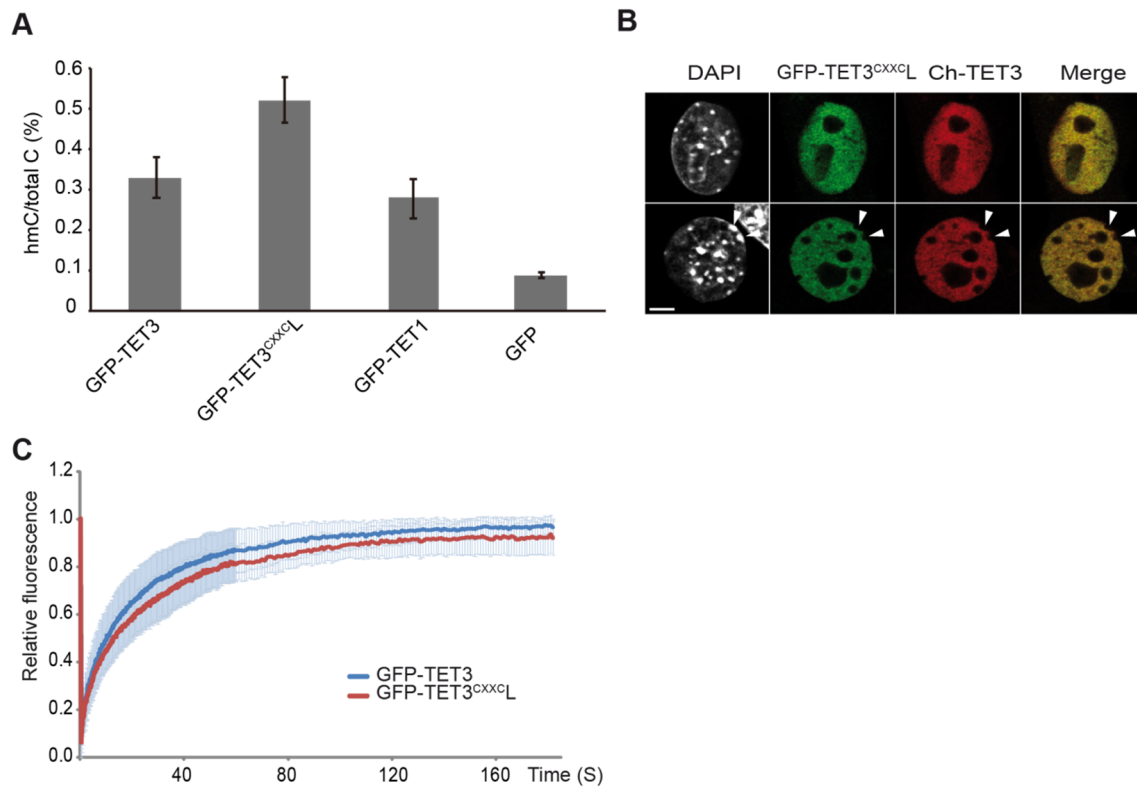 A
0.6
0.5
0.4
0.3
0.2
0.1
0
hmC/total C (%)
GFP-TET3
GFP-TET3CXXCL
GFP-TET1
GFP
B
DAPI GFP-TET3CXXCL Ch-TET3 Merge
C
1.2
1.0
0.8
0.6
0.4
0.2
0.0
Relative fluorescence
GFP-TET3
GFP-TET3CXXCL
40 80 120 160 Time (S)